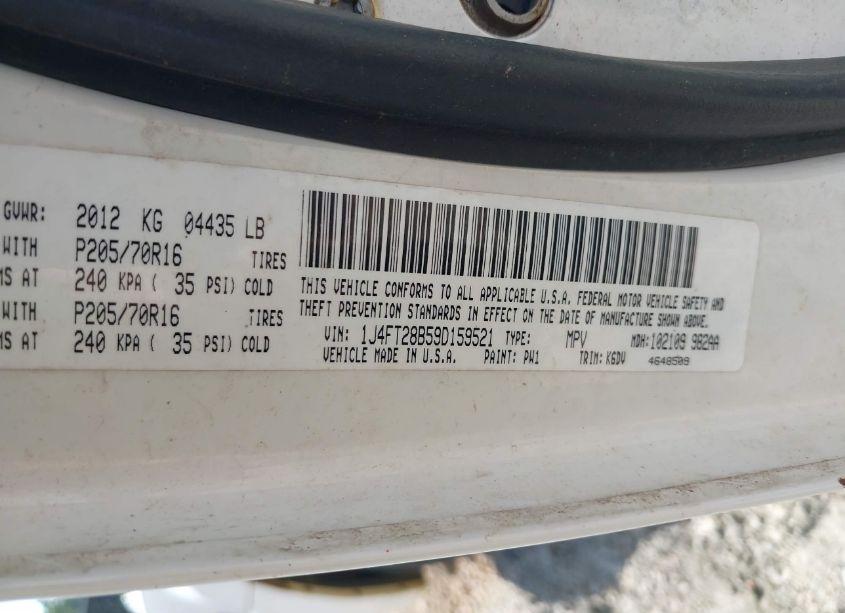 GVWR: 2012 KG 04435 LB
WITH P205/70R16 TIRES
MS AT 240 KPA ( 35 PSI) COLD
WITH P205/70R16 TIRES
MS AT 240 KPA ( 35 PSI) COLD
THIS VEHICLE CONFORMS TO ALL APPLICABLE U.S.A. FEDERAL MOTOR VEHICLE SAFETY AND
THEFT PREVENTION STANDARDS IN EFFECT ON THE DATE OF MANUFACTURE SHOWN ABOVE.
VIN: 1J4FT28B59D159521 TYPE: MPV MDH:102109 982AA
VEHICLE MADE IN U.S.A. PAINT: PW1 TRIM: K6DV 4648509